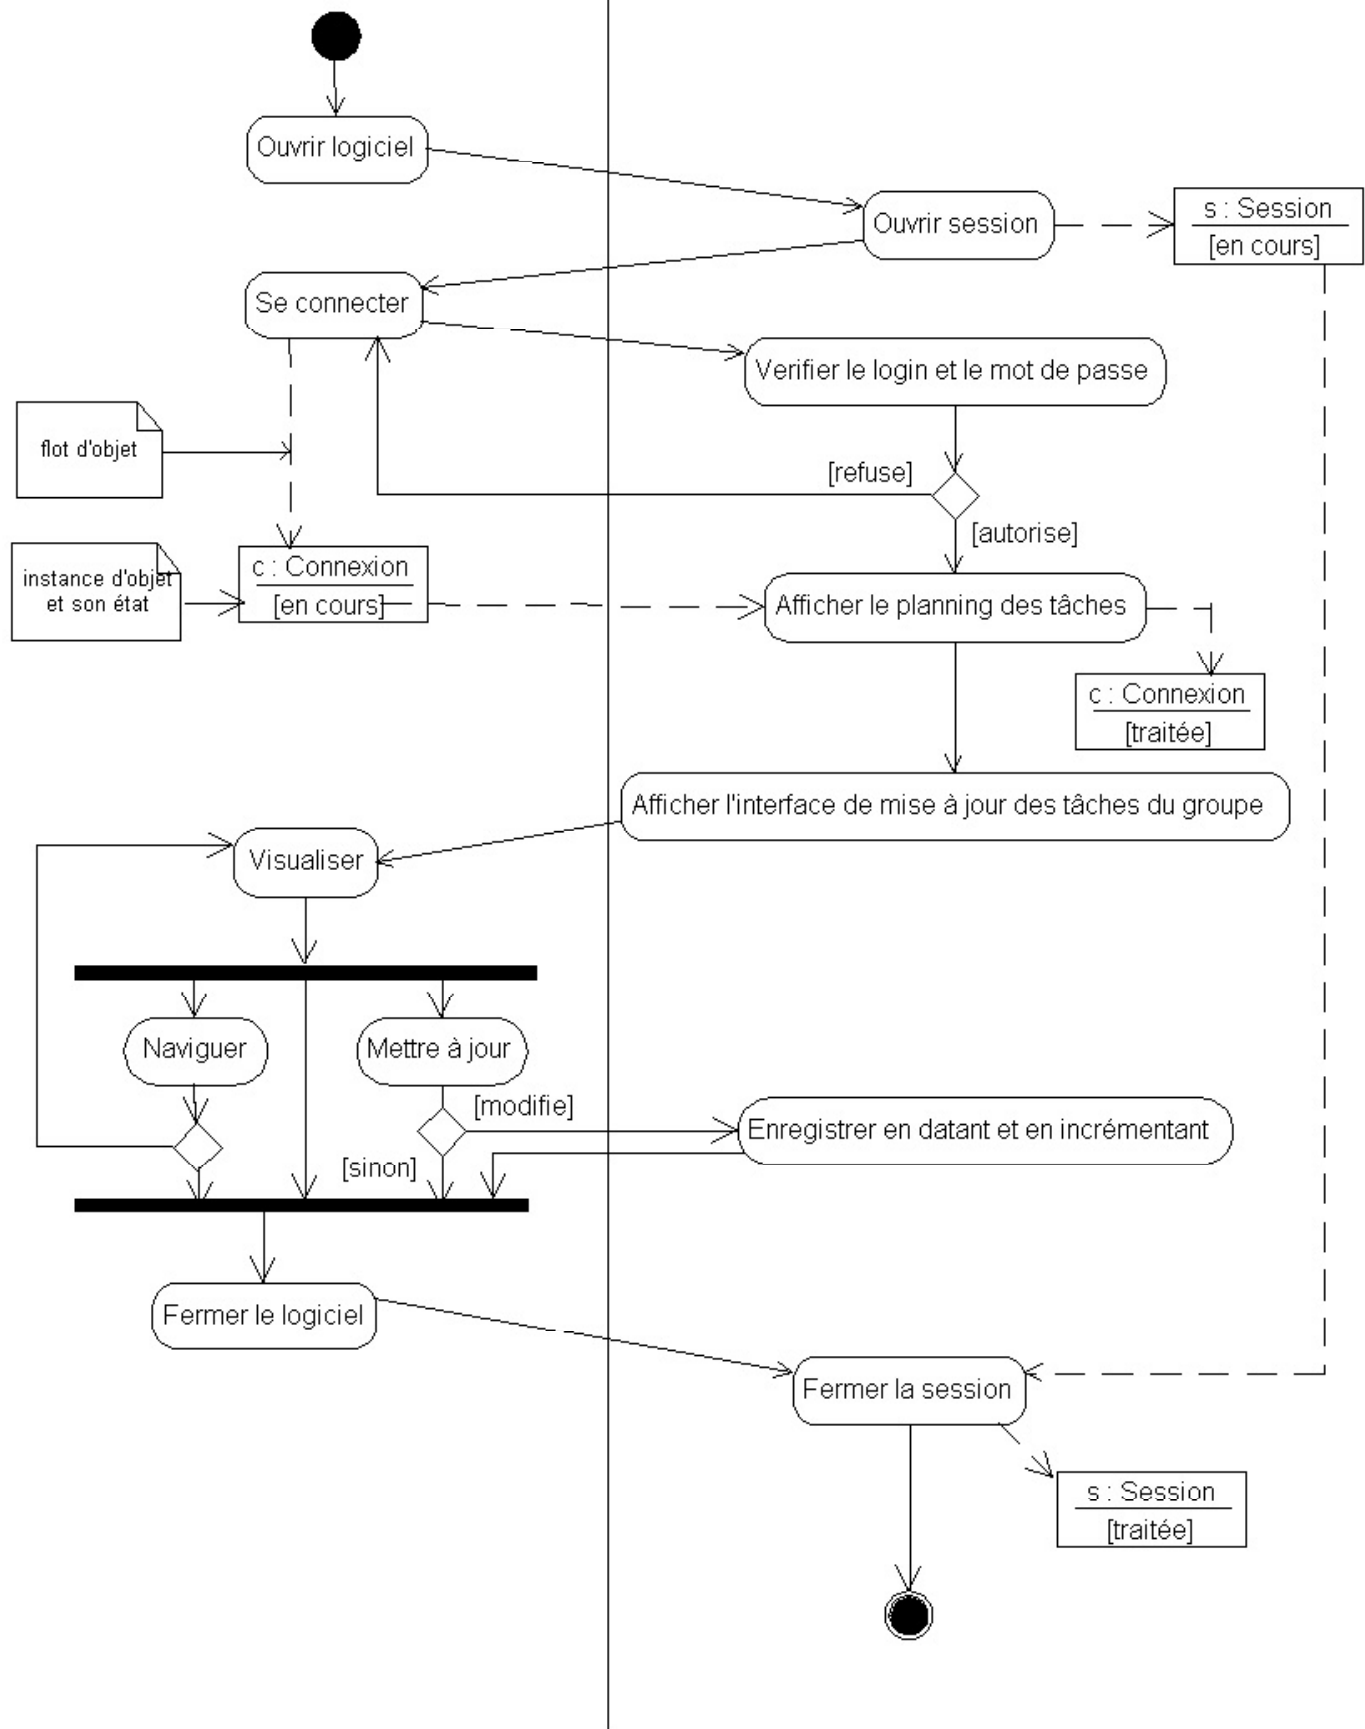 Ouvrir logiciel
Ouvrir session
s : Session
[en cours]
Se connecter
Verifier le login et le mot de passe
flot d'objet
[refuse]
[autorise]
instance d'objet
et son état
c : Connexion
[en cours]
Afficher le planning des tâches
c : Connexion
[traitée]
Afficher l'interface de mise à jour des tâches du groupe
Visualiser
Naviguer
Mettre à jour
[modifie]
Enregistrer en datant et en incrémentant
[sinon]
Fermer le logiciel
Fermer la session
s : Session
[traitée]